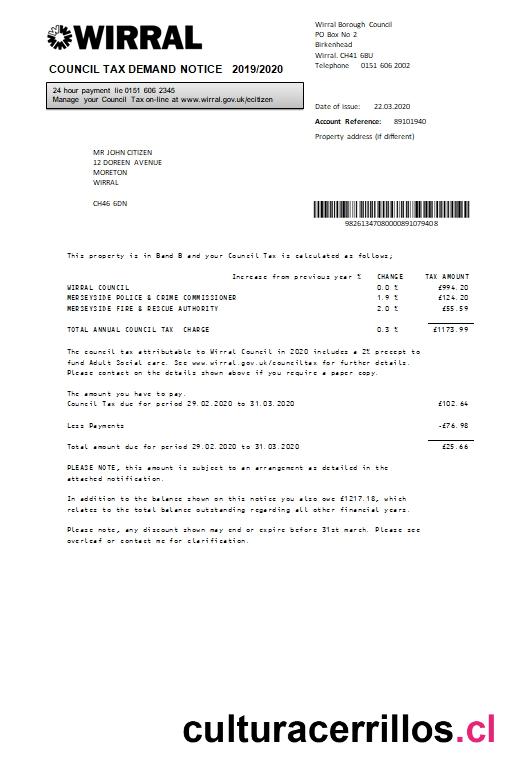 WIRRAL
COUNCIL TAX DEMAND NOTICE 2019/2020
24 hour payment lie 0151 606 2345
Manage your Council Tax on-line at www.wirral.gov.uk/ecitizen
Wirral Borough Council
PO Box No 2
Birkenhead
Wirral. CH41 6BU
Telephone 0151 606 2002
Date of issue: 22.03.2020
Account Reference: 89101940
Property address (if different)
MR JOHN CITIZEN
12 DOREEN AVENUE
MORETON
WIRRAL
CH46 6DN
98261347080000891079408
This property is in Band B and your Council Tax is calculated as follows;
Increase from previous year % CHANGE TAX AMOUNT
WIRRAL COUNCIL 0.0 % £994.20
MERSEYSIDE POLICE & CRIME COMMISSIONER 1.9 % £124.20
MERSEYSIDE FIRE & RESCUE AUTHORITY 2.0 % £55.59
TOTAL ANNUAL COUNCIL TAX CHARGE 0.3 % £1173.99
The council tax attributable to Wirral Council in 2020 includes a 2% precept to
fund Adult Social care. See www.wirral.gov.uk/counciltax for further details.
Please contact on the details shown above if you require a paper copy.
The amount you have to pay.
Council Tax due for period 29.02.2020 to 31.03.2020 £102.64
Less Payments -£76.98
Total amount due for period 29.02.2020 to 31.03.2020 £25.66
PLEASE NOTE, this amount is subject to an arrangement as detailed in the
attached notification.
In addition to the balance shown on this notice you also owe £1217.18, which
relates to the total balance outstanding regarding all other financial years.
Please note, any discount shown may end or expire before 31st march. Please see
overleaf or contact me for clarification.
culturacerrillos.cl